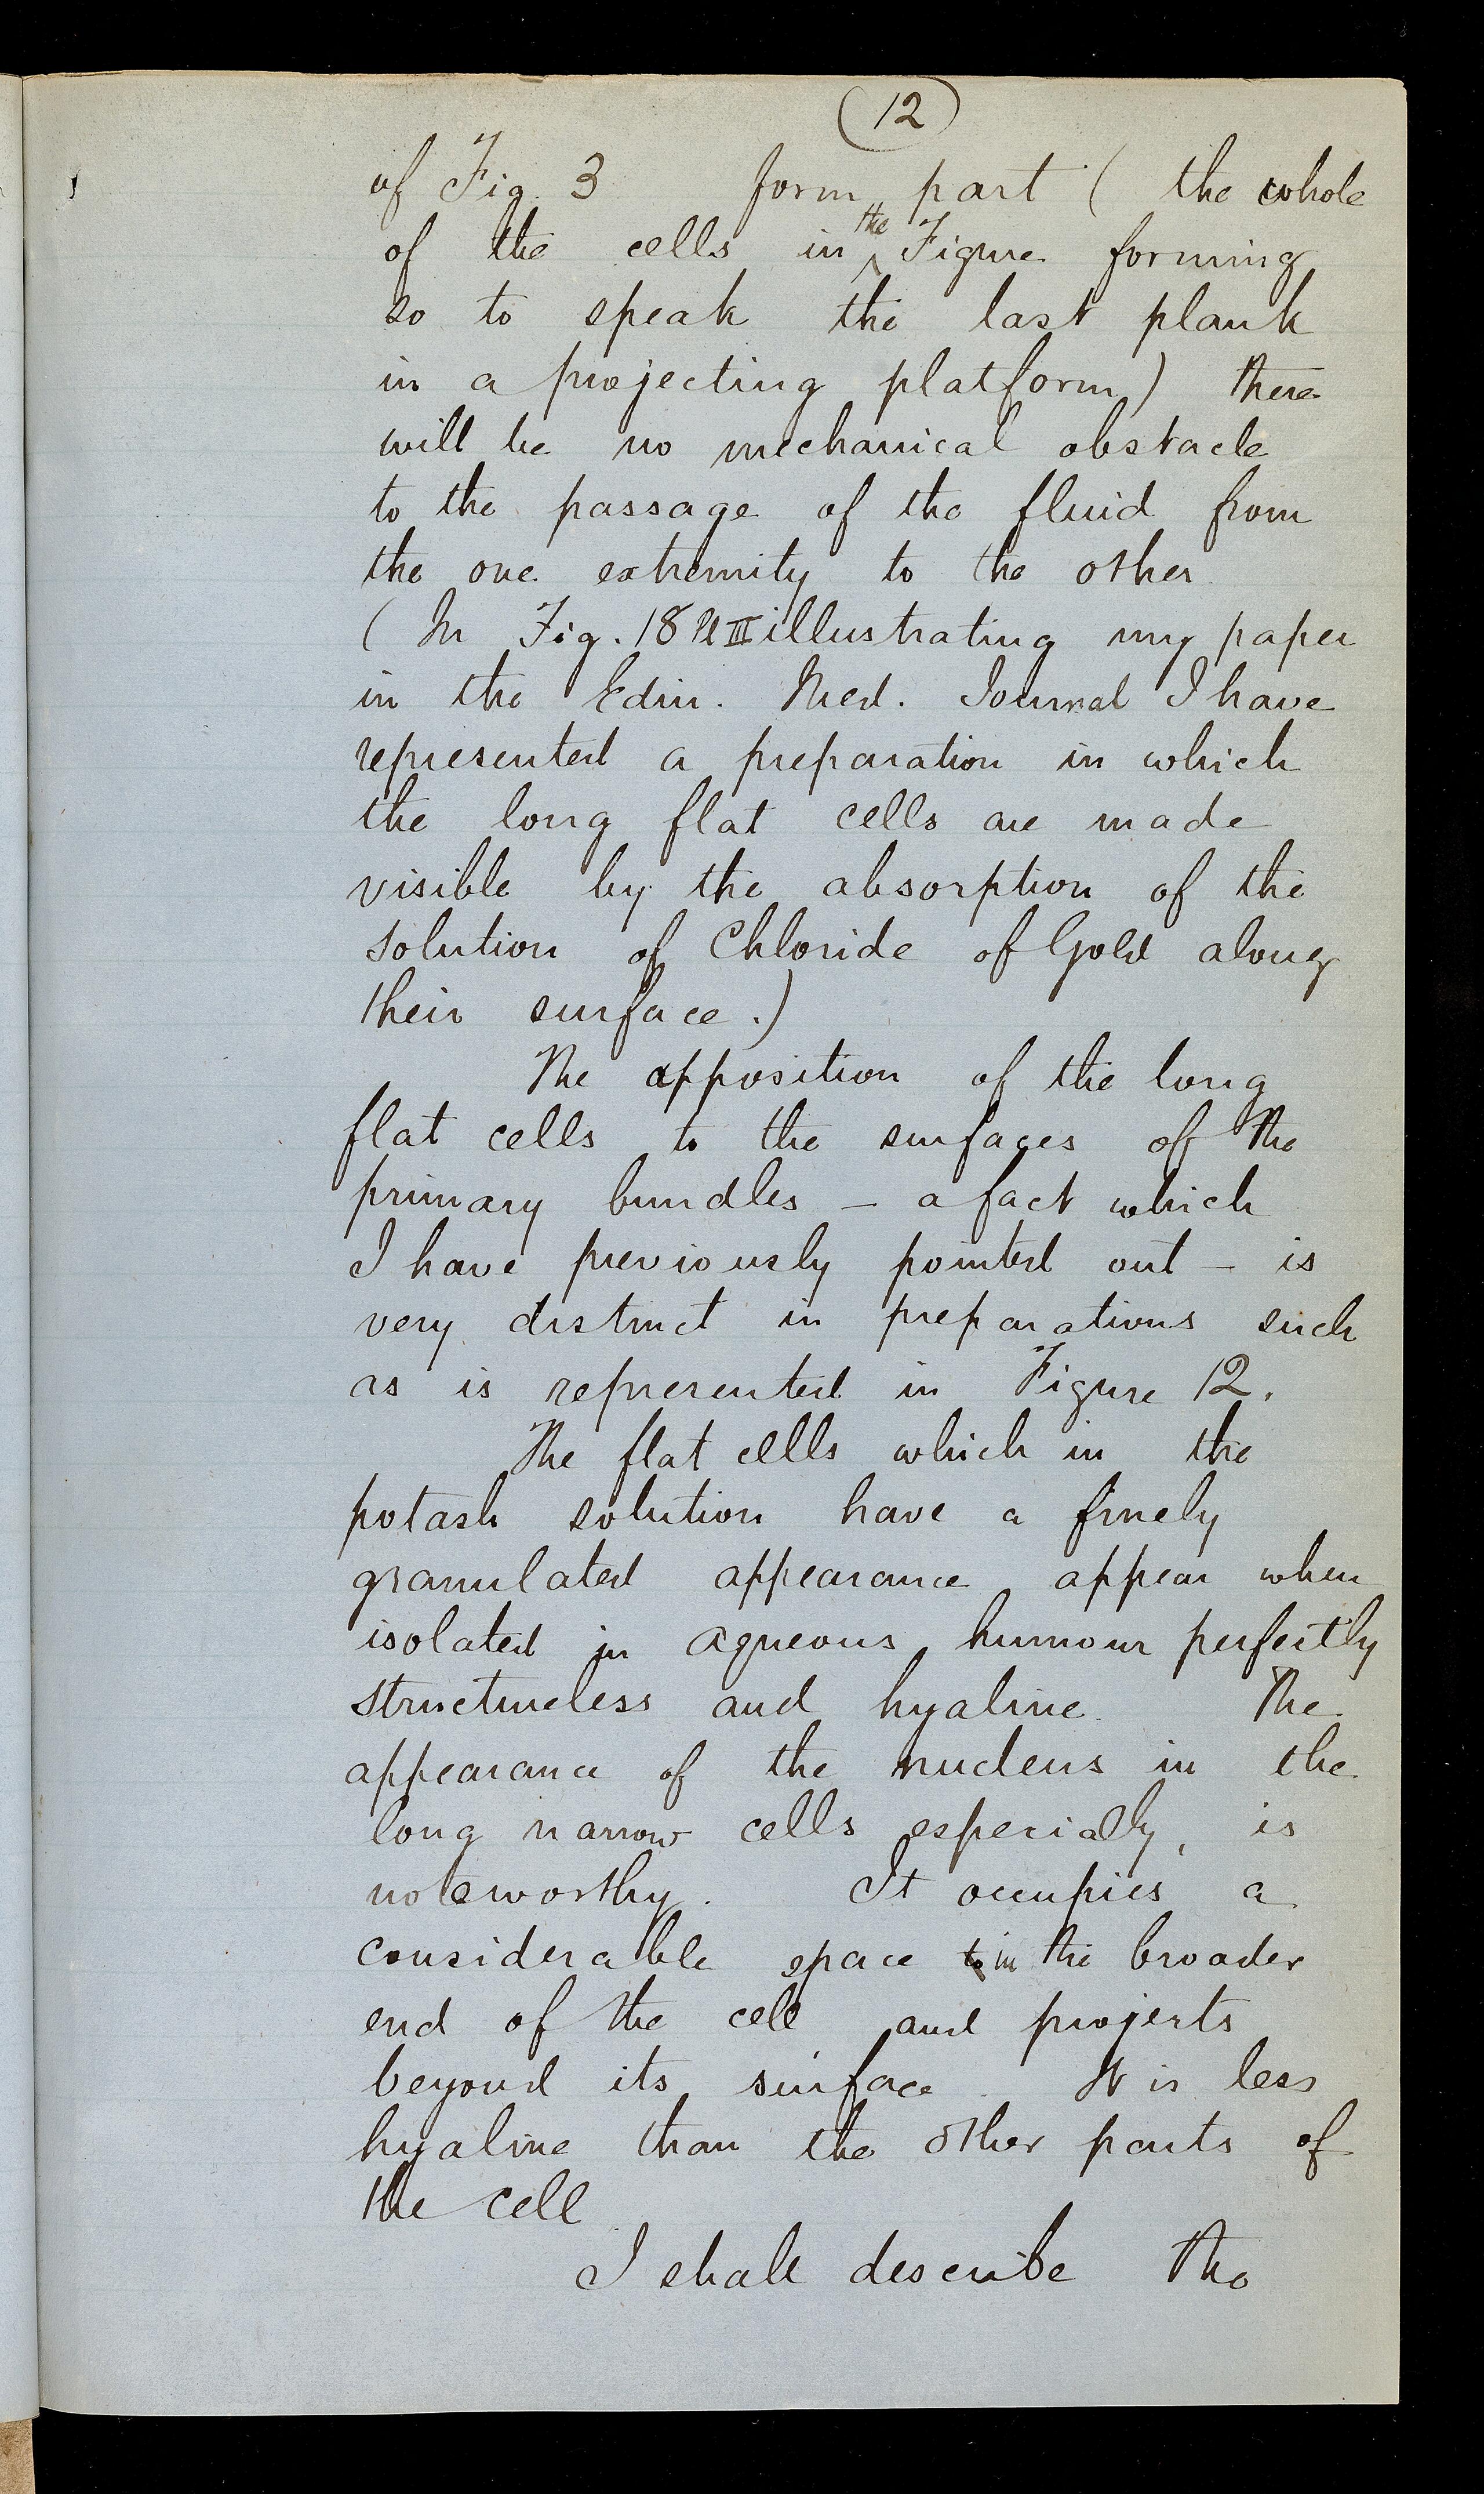 (12)
of Fig. 3 form part ( the whole
of the cells in the Figure forming
so to speak the last plank
in a projecting platform) there
will be no mechanical obstacle
to the passage of the fluid from
the one extremity to the other
( In Fig. 18 Pl III illustrating my paper
in the Edin. Med. Journal I have
represented a preparation in which
the long flat cells are made
visible by the absorption of the
solution of Chloride of Gold along
their surface.)
The apposition of the long
flat cells to the surfaces of the
primary bundles – a fact which
I have previously pointed out – is
very distinct in preparations such
as is represented in Figure 12.
The flat cells which in the
potash solution have a finely
granulated appearance appear when
isolated in aqueous humour perfectly
structureless and hyaline. The
appearance of the nucleus in the
long narrow cells especially, is
noteworthy. It occupies a
considerable space in the broader
end of the cell and projects
beyond its surface. It is less
hyaline than the other parts of
the cell.
I shall describe the